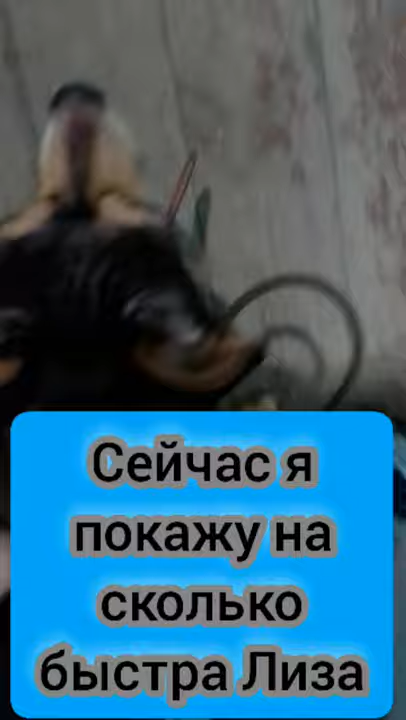 Сейчас я
покажу на
сколько
быстра Лиза